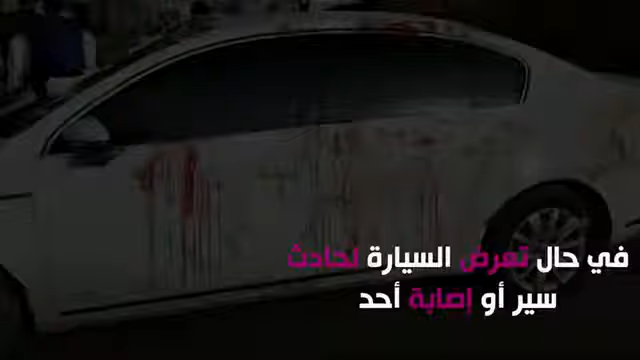 في حال تعرض السيارة لحادث
سير أو إصابة أحد